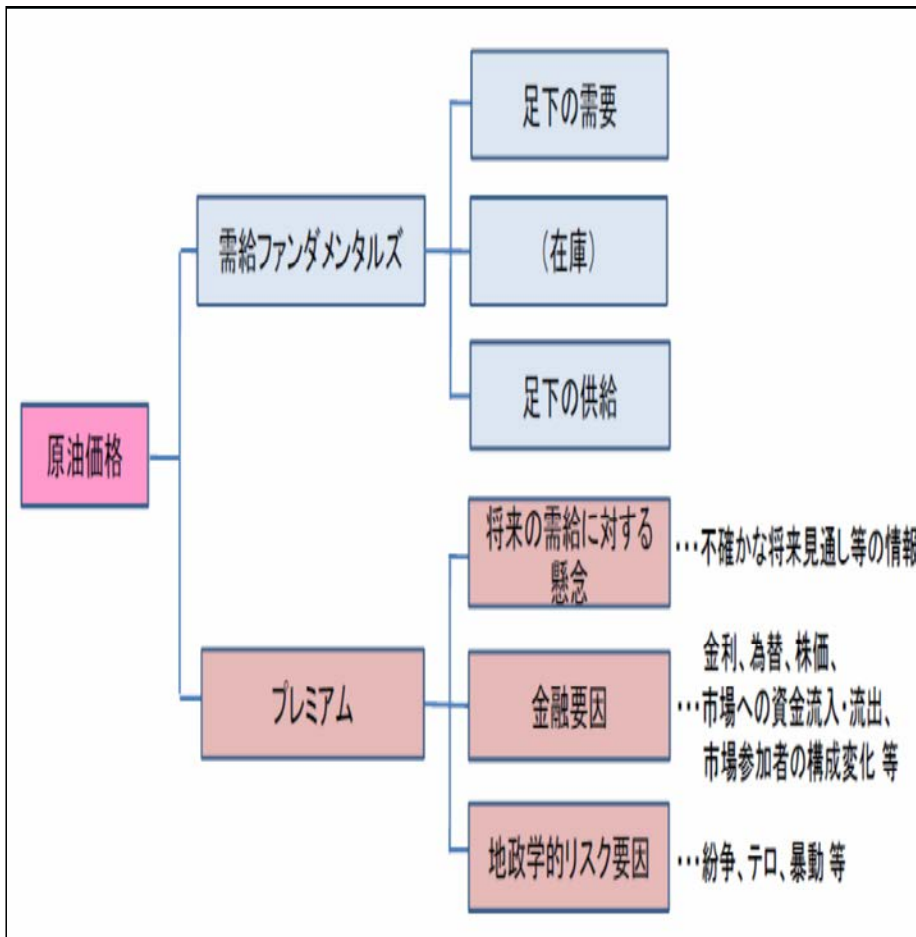 足下の需要
需給ファンダメンタルズ
(在庫)
足下の供給
原油価格
将来の需給に対する
懸念
…不確かな将来見通し等の情報
プレミアム
金融要因
金利、為替、株価、
…市場への資金流入・流出、
市場参加者の構成変化 等
地政学的リスク要因
…紛争、テロ、暴動 等